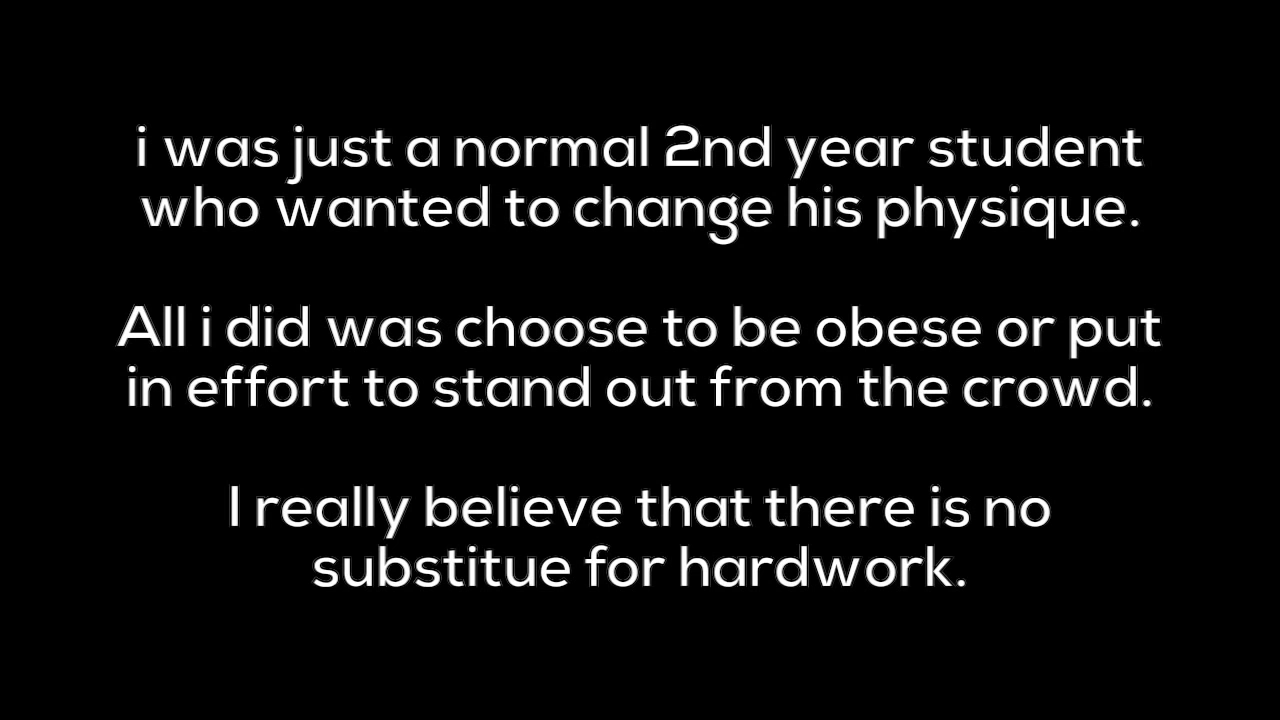 i was just a normal 2nd year student
who wanted to change his physique.
All i did was choose to be obese or put
in effort to stand out from the crowd.
I really believe that there is no
substitue for hardwork.